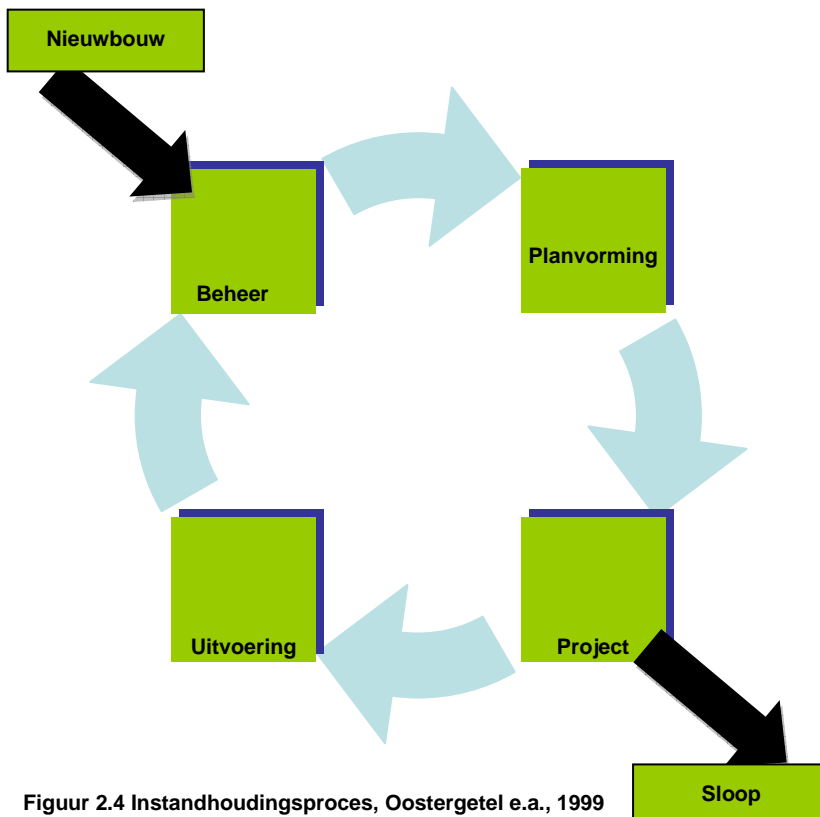 Nieuwbouw
Planvorming
Beheer
Uitvoering
Project
Figuur 2.4 Instandhoudingsproces, Oostergetel e.a., 1999
Sloop